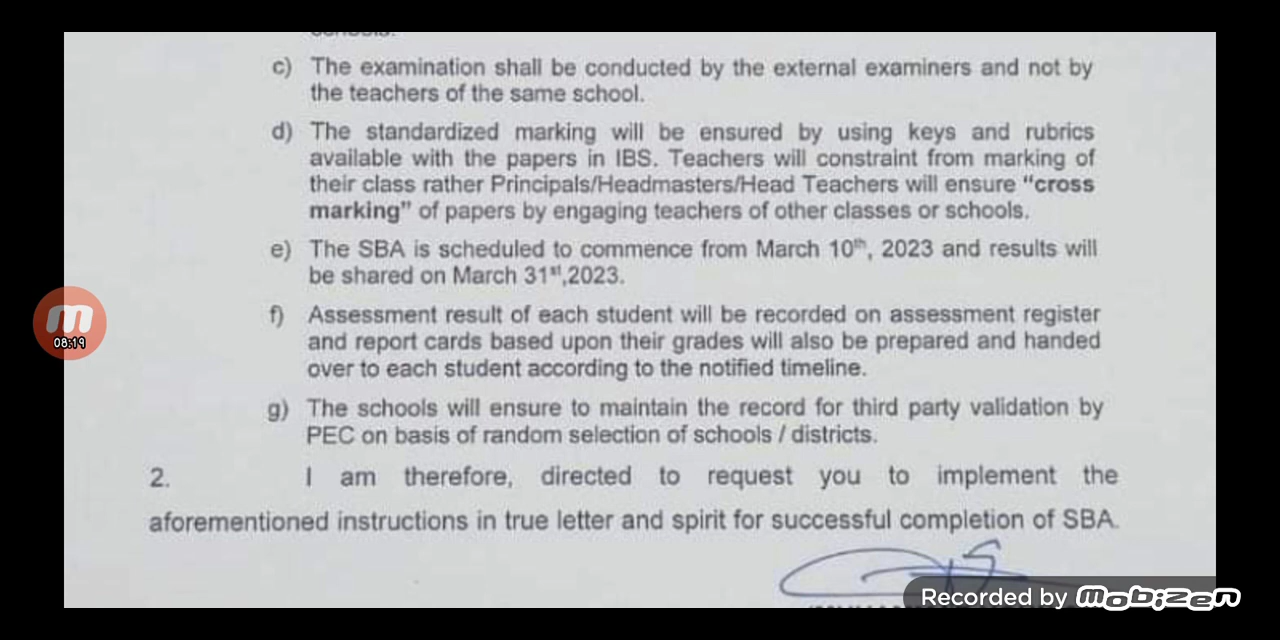 c) The examination shall be conducted by the external examiners and not by
the teachers of the same school.
d) The standardized marking will be ensured by using keys and rubrics
available with the papers in IBS. Teachers will constraint from marking of
their class rather Principals/Headmasters/Head Teachers will ensure "cross
marking" of papers by engaging teachers of other classes or schools.
e) The SBA is scheduled to commence from March 10th, 2023 and results will
be shared on March 31st,2023.
f) Assessment result of each student will be recorded on assessment register
and report cards based upon their grades will also be prepared and handed
over to each student according to the notified timeline.
g) The schools will ensure to maintain the record for third party validation by
PEC on basis of random selection of schools / districts.
2. I am therefore, directed to request you to implement the
aforementioned instructions in true letter and spirit for successful completion of SBA.
m
08:19
Recorded by mobizen